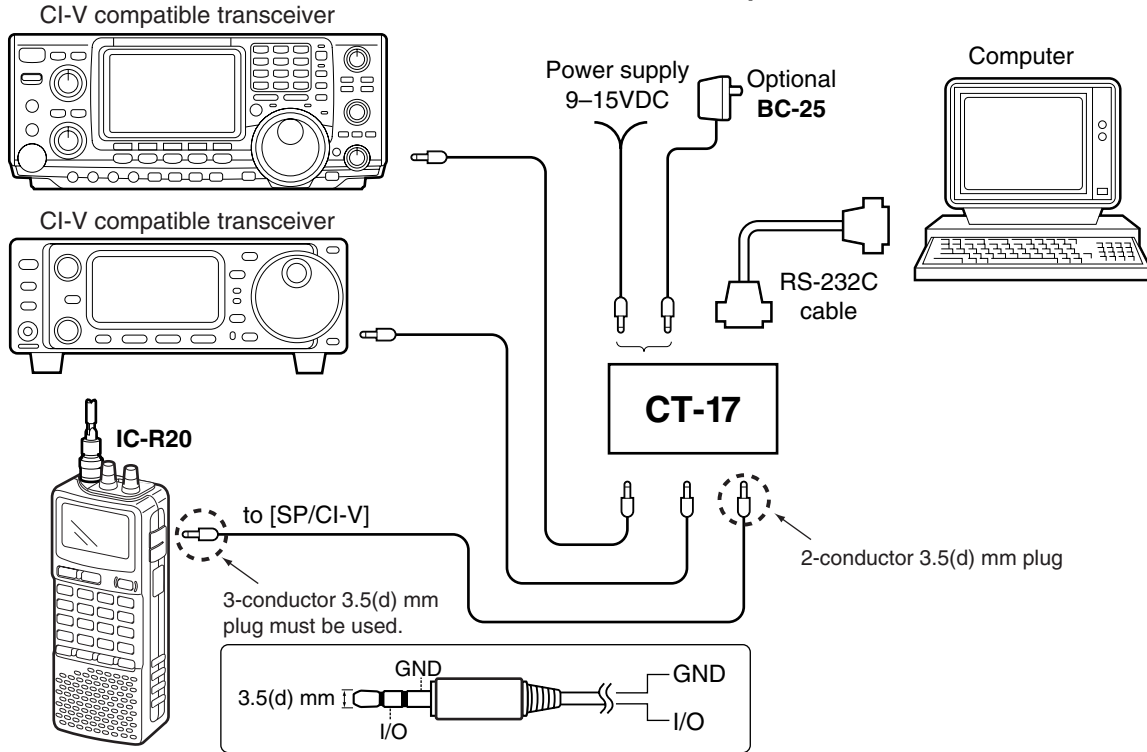 CI-V compatible transceiver
Power supply
9–15VDC
Optional
BC-25
Computer
RS-232C
cable
CI-V compatible transceiver
CT-17
IC-R20
to [SP/CI-V]
2-conductor 3.5(d) mm plug
3-conductor 3.5(d) mm
plug must be used.
GND
3.5(d) mm
I/O
GND
I/O